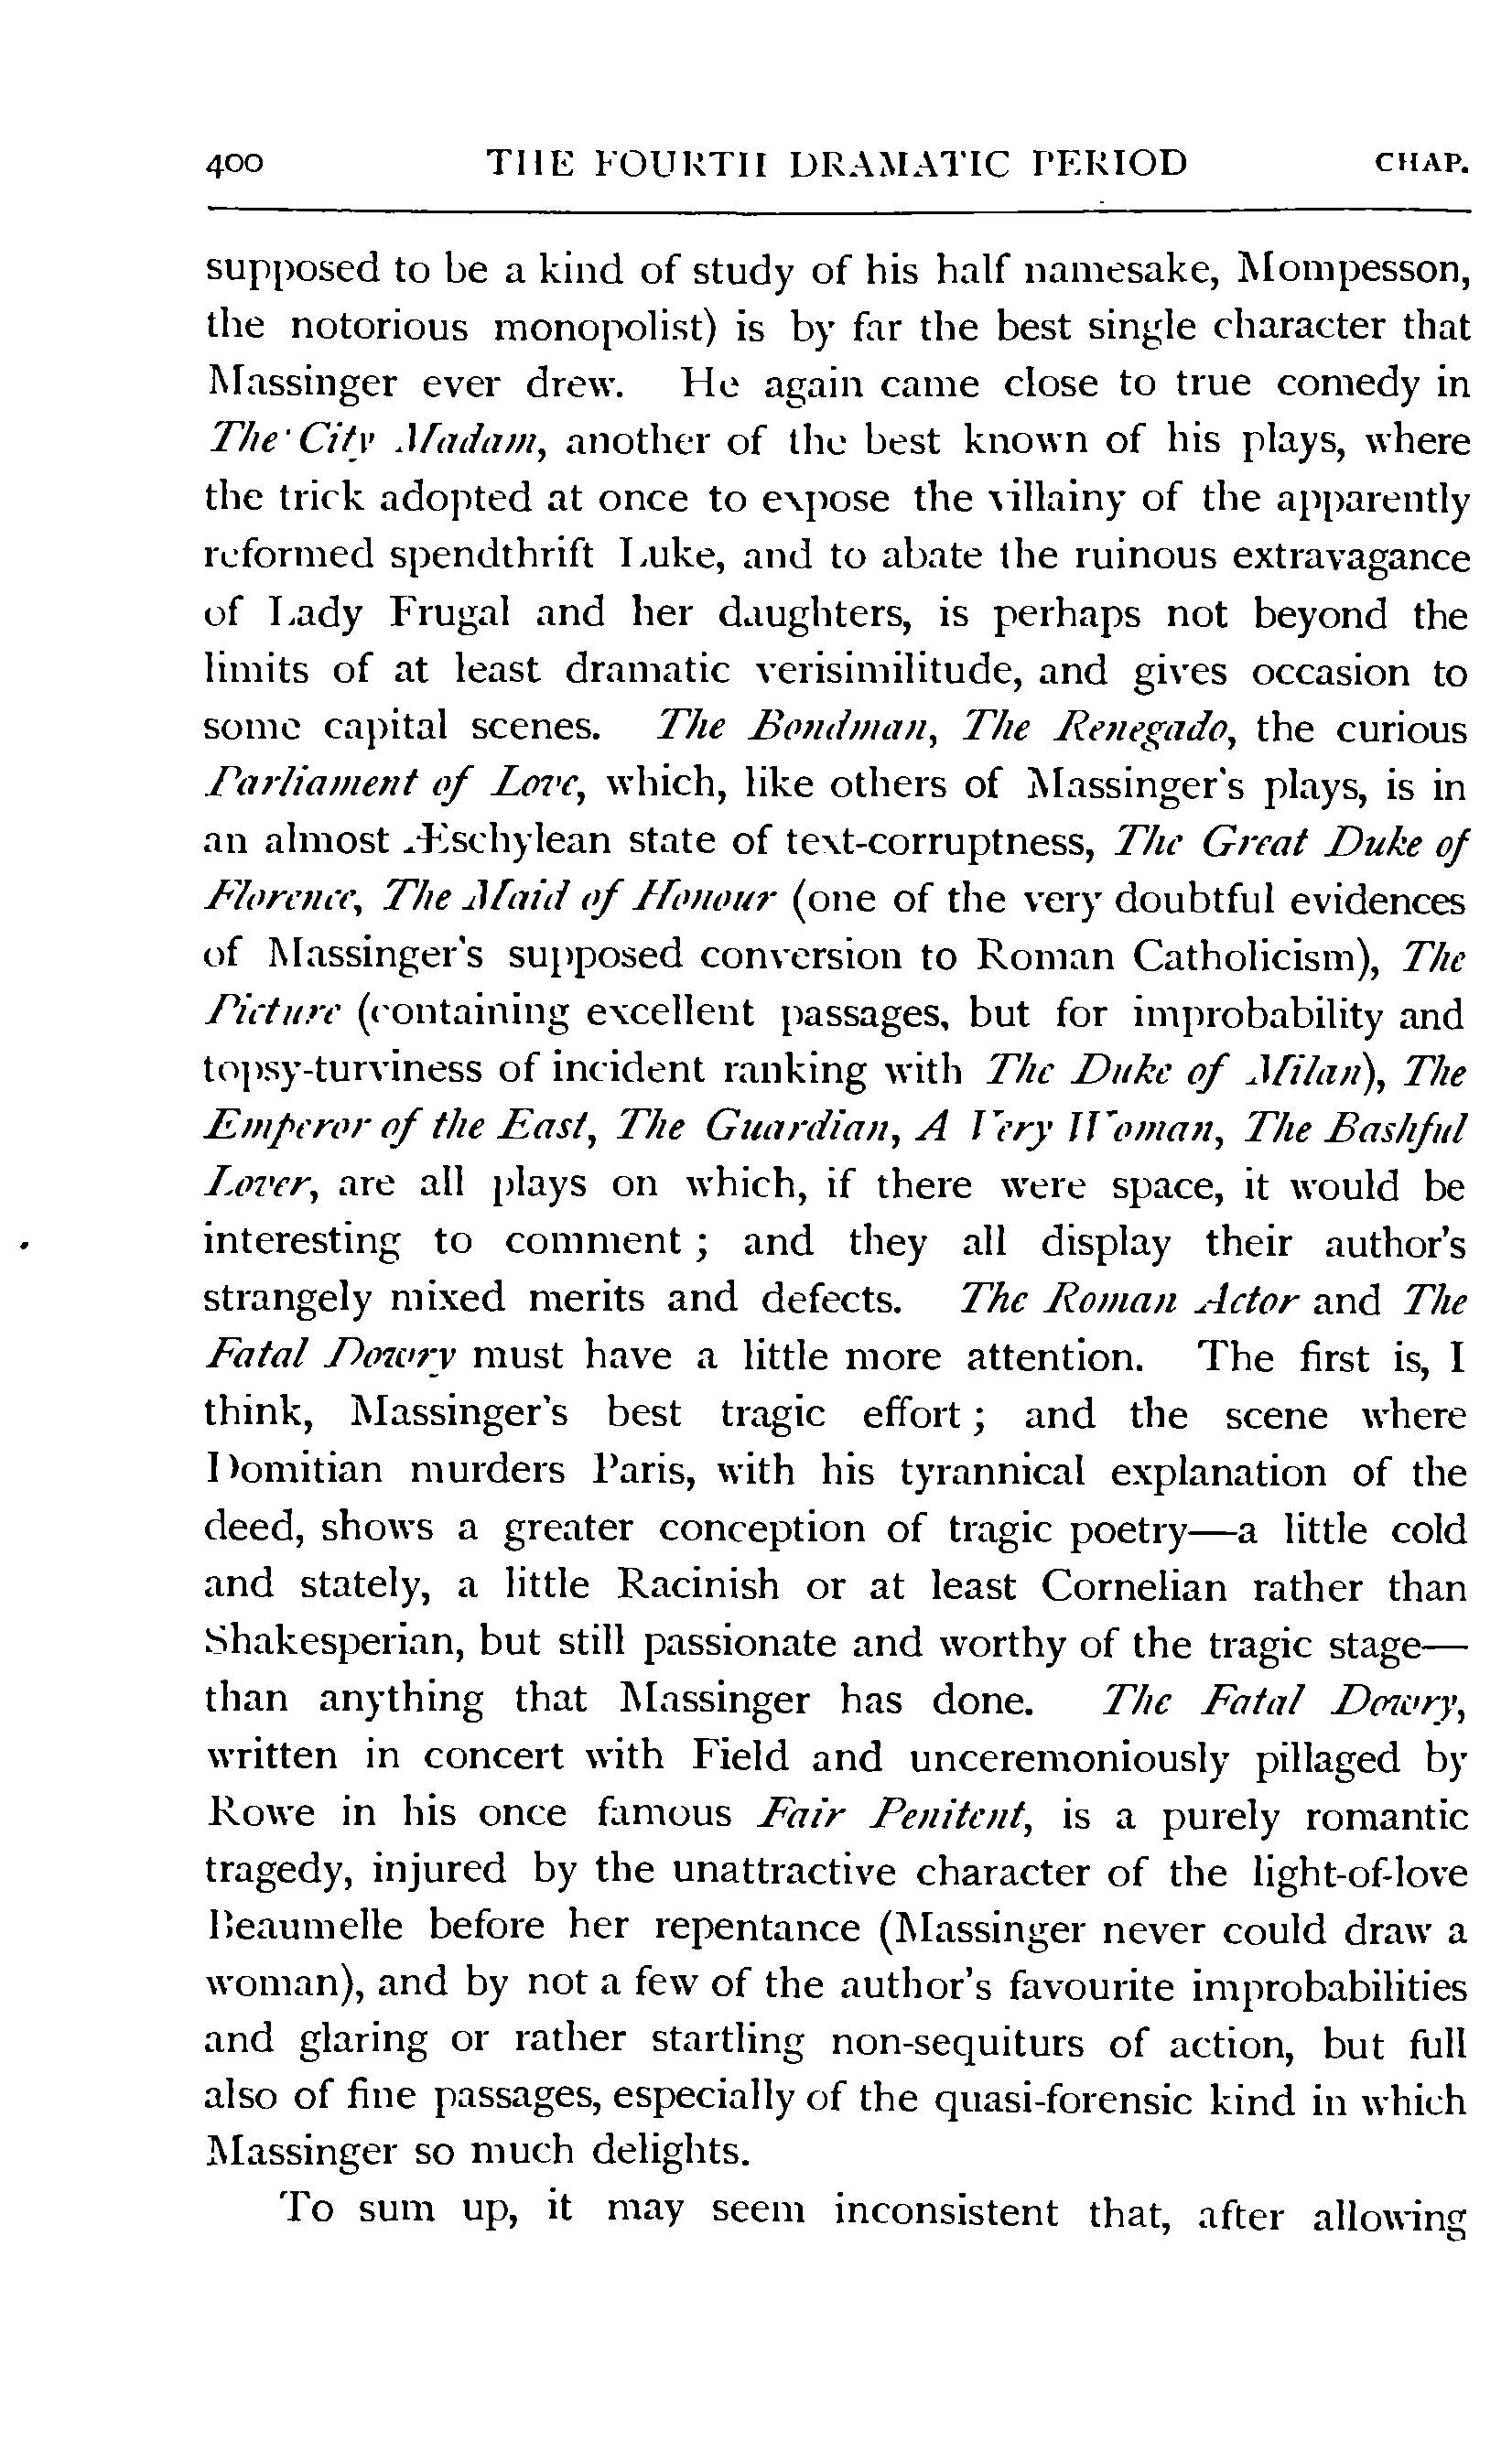 400 THE FOURTH DRAMATIC PERIOD CHAP.
supposed to be a kind of study of his half namesake, Mompesson,
the notorious monopolist) is by far the best single character that
Massinger ever drew. He again came close to true comedy in
The City Madam, another of the best known of his plays, where
the trick adopted at once to expose the villainy of the apparently
reformed spendthrift Luke, and to abate the ruinous extravagance
of Lady Frugal and her daughters, is perhaps not beyond the
limits of at least dramatic verisimilitude, and gives occasion to
some capital scenes. The Bondman, The Renegado, the curious
Parliament of Love, which, like others of Massinger's plays, is in
an almost Æschylean state of text-corruptness, The Great Duke of
Florence, The Maid of Honour (one of the very doubtful evidences
of Massinger's supposed conversion to Roman Catholicism), The
Picture (containing excellent passages, but for improbability and
topsy-turviness of incident ranking with The Duke of Milan), The
Emperor of the East, The Guardian, A Very Woman, The Bashful
Lover, are all plays on which, if there were space, it would be
interesting to comment; and they all display their author's
strangely mixed merits and defects. The Roman Actor and The
Fatal Dowry must have a little more attention. The first is, I
think, Massinger's best tragic effort; and the scene where
Domitian murders Paris, with his tyrannical explanation of the
deed, shows a greater conception of tragic poetry—a little cold
and stately, a little Racinish or at least Cornelian rather than
Shakesperian, but still passionate and worthy of the tragic stage—
than anything that Massinger has done. The Fatal Dowry,
written in concert with Field and unceremoniously pillaged by
Rowe in his once famous Fair Penitent, is a purely romantic
tragedy, injured by the unattractive character of the light-of-love
Beaumelle before her repentance (Massinger never could draw a
woman), and by not a few of the author's favourite improbabilities
and glaring or rather startling non-sequiturs of action, but full
also of fine passages, especially of the quasi-forensic kind in which
Massinger so much delights.
To sum up, it may seem inconsistent that, after allowing